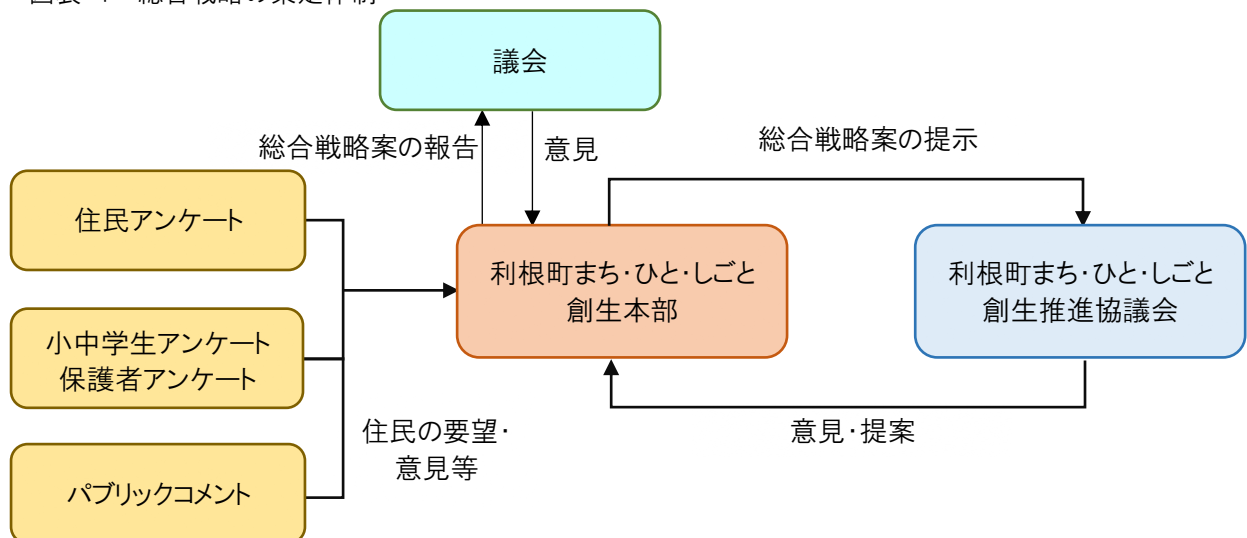 議会
総合戦略案の報告
意見
総合戦略案の提示
住民アンケート
利根町まち・ひと・しごと
創生本部
利根町まち・ひと・しごと
創生推進協議会
小中学生アンケート
保護者アンケート
住民の要望・
意見等
意見・提案
パブリックコメント